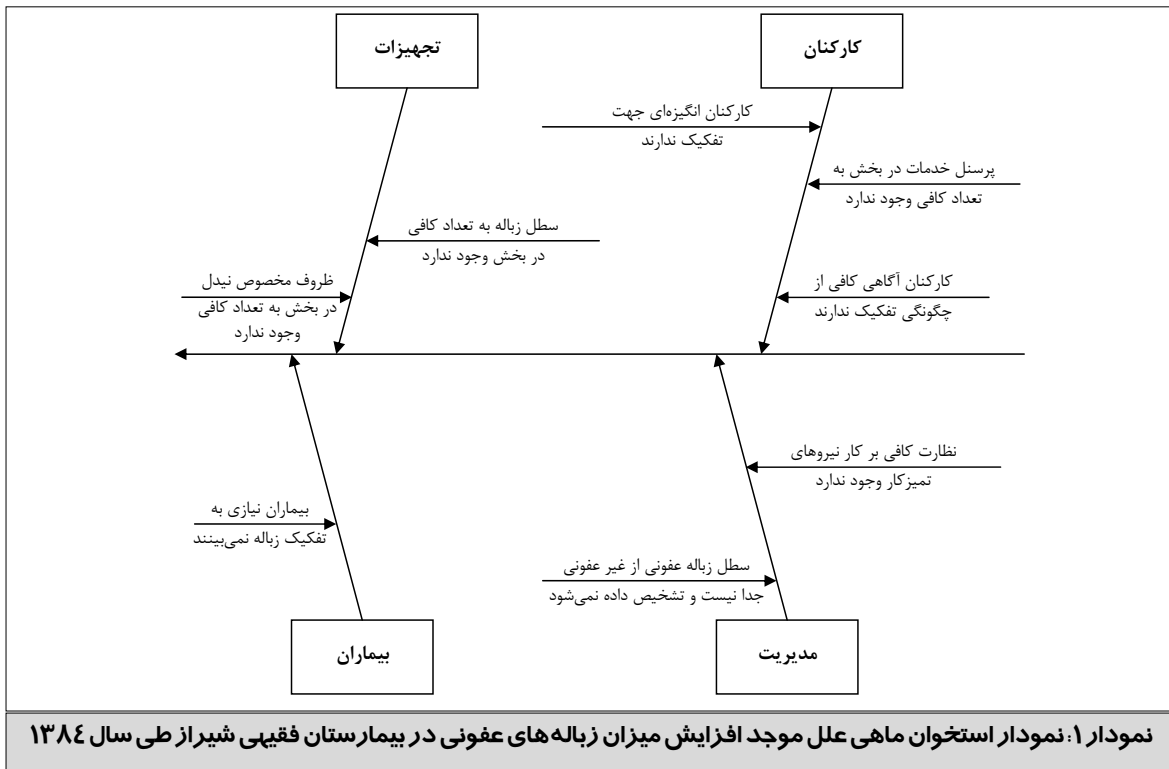 کارکنان
تجهیزات
کارکنان انگیزه‌ای جهت
تفکیک ندارند
پرسنل خدمات در بخش به
تعداد کافی وجود ندارد
کارکنان آگاهی کافی از
چگونگی تفکیک ندارند
سطل زباله به تعداد کافی
در بخش وجود ندارد
ظروف مخصوص نیدل
در بخش به تعداد کافی
وجود ندارد
نظارت کافی بر کار نیروهای
تمیزکار وجود ندارد
سطل زباله عفونی از غیر عفونی
جدا نیست و تشخیص داده نمی‌شود
بیماران نیازی به
تفکیک زباله نمی‌بینند
مدیریت
بیماران
نمودار ۱: نمودار استخوان ماهی علل موجد افزایش میزان زباله‌های عفونی در بیمارستان فقیهی شیراز طی سال ۱۳۸۴